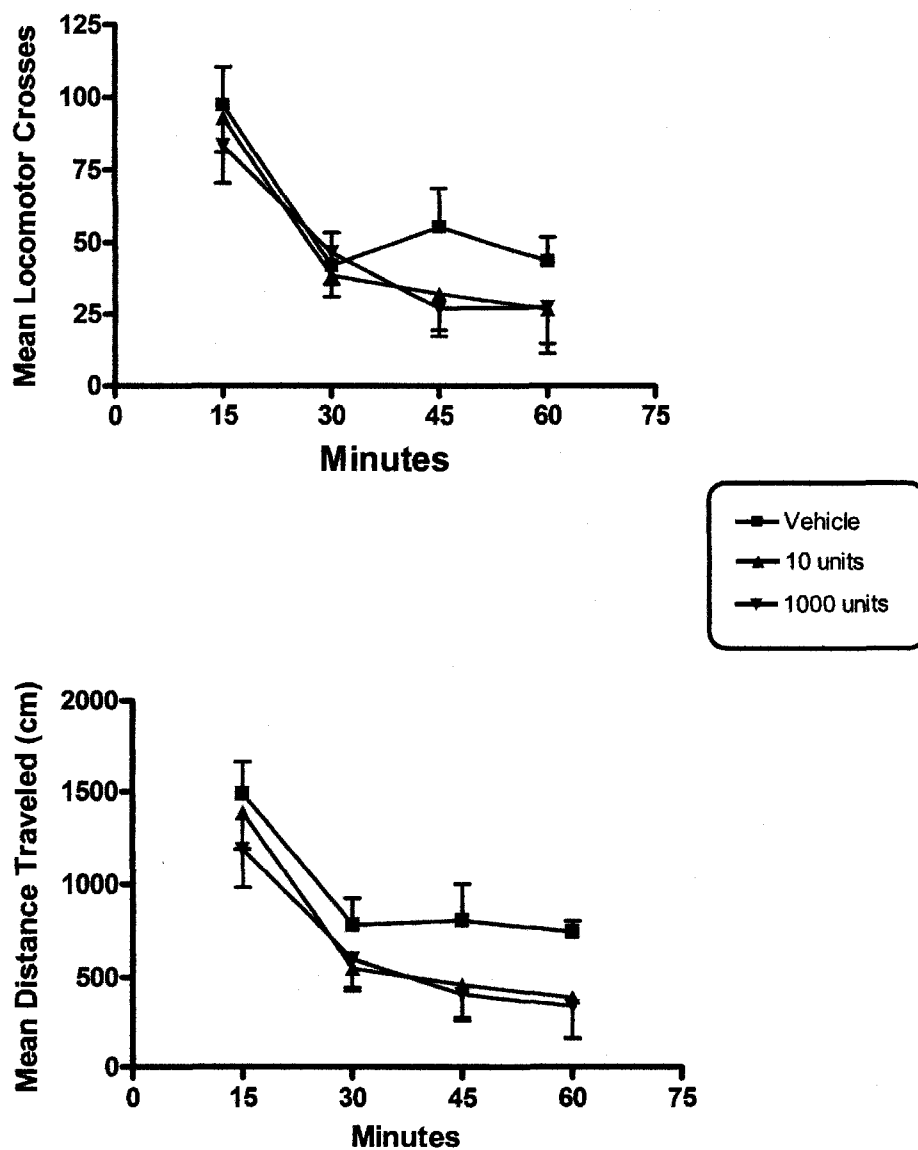 Mean Locomotor Crosses
125
100
75
50
25
0
0 15 30 45 60 75
Minutes
Vehicle
10 units
1000 units
Mean Distance Traveled (cm)
2000
1500
1000
500
0
0 15 30 45 60 75
Minutes